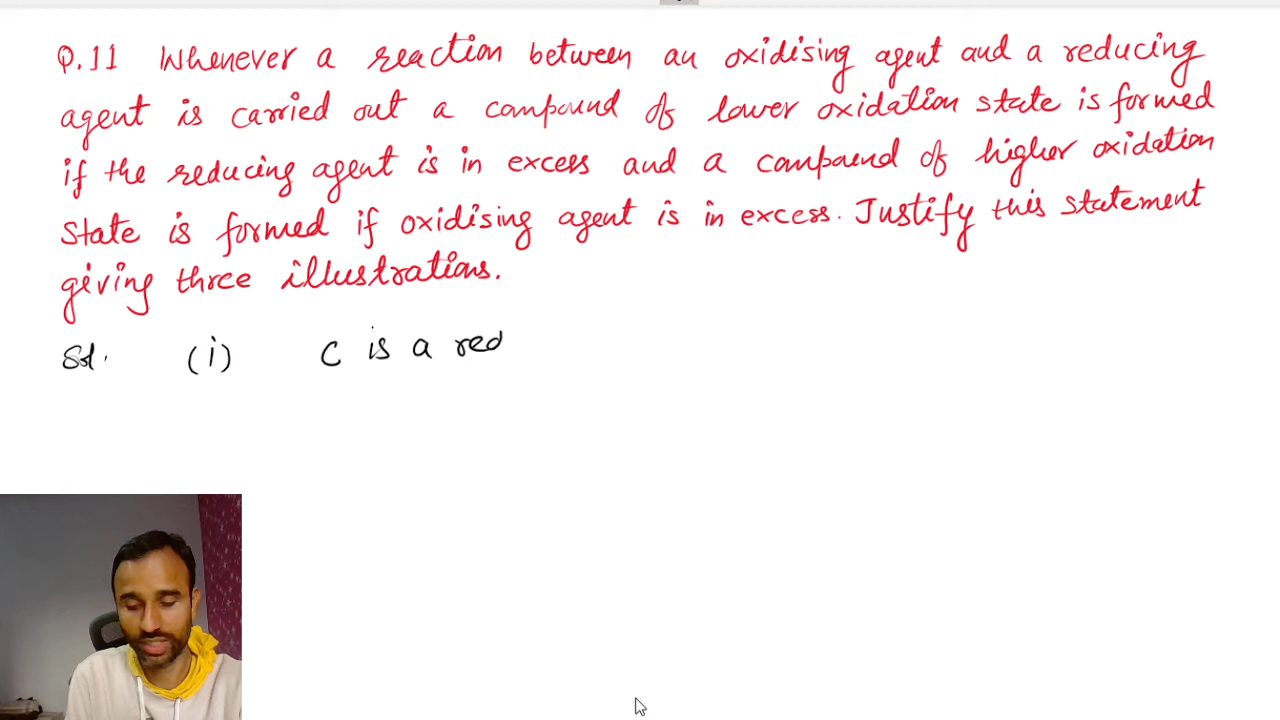 Q.11 Whenever a reaction between an oxidising agent and a reducing
agent is carried out a compound of lower oxidation state is formed
if the reducing agent is in excess and a compound of higher oxidation
state is formed if oxidising agent is in excess. Justify this statement
giving three illustrations.
Sol. (i) C is a red